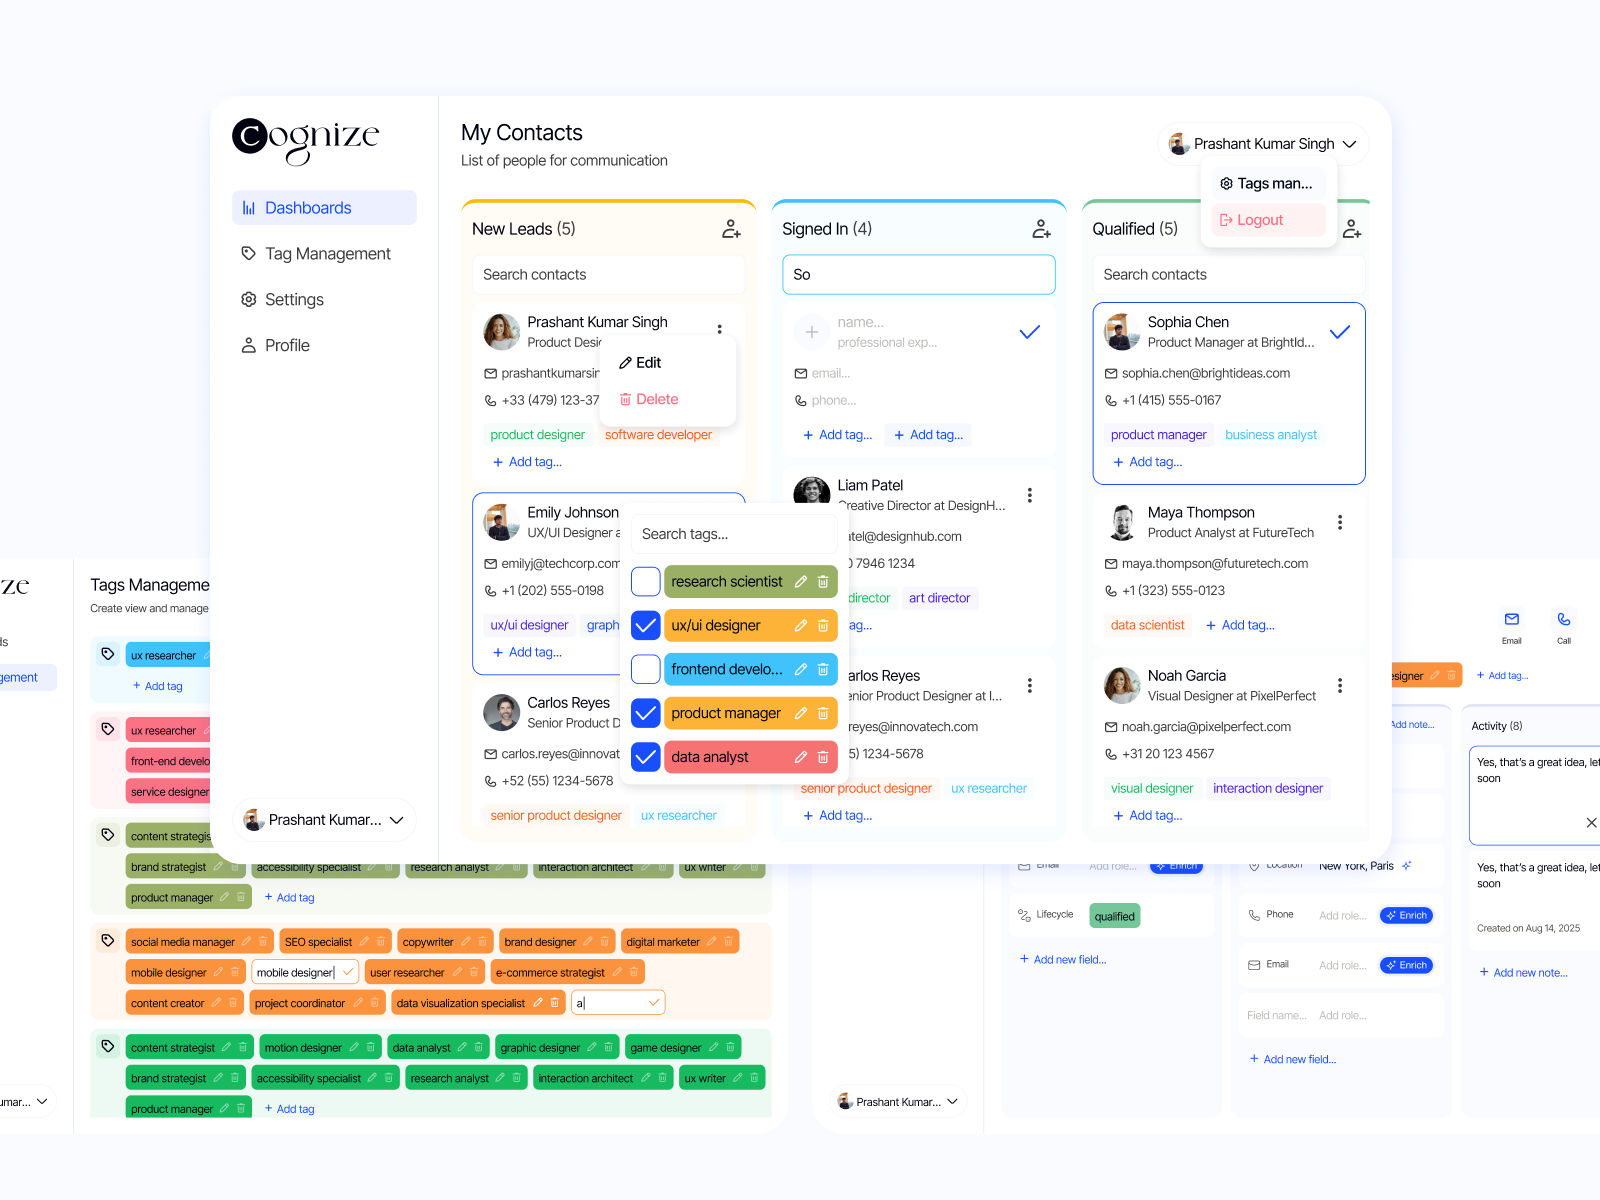 Cognize
Dashboards
Tag Management
Settings
Profile
Prashant Kumar...
My Contacts
List of people for communication
Prashant Kumar Singh
Tags man...
Logout
New Leads (5)
Search contacts
Prashant Kumar Singh
Product Desi
prashantkumarsin
+33 (479) 123-37
Edit
Delete
product designer
software developer
+ Add tag...
Emily Johnson
UX/UI Designer a
emilyj@techcorp.com
+1 (202) 555-0198
ux/ui designer
graph
+ Add tag...
Carlos Reyes
Senior Product D
carlos.reyes@innovat
+52 (55) 1234-5678
senior product designer
ux researcher
Search tags...
research scientist
ux/ui designer
frontend develo...
product manager
data analyst
Signed In (4)
So
name...
professional exp...
email...
phone...
+ Add tag...
+ Add tag...
Liam Patel
Creative Director at DesignH...
atel@designhub.com
0 7946 1234
director
art director
ag...
arlos Reyes
enior Product Designer at I...
reyes@innovatech.com
5) 1234-5678
senior product designer
ux researcher
+ Add tag...
Qualified (5)
Search contacts
Sophia Chen
Product Manager at BrightId...
sophia.chen@brightideas.com
+1 (415) 555-0167
product manager
business analyst
+ Add tag...
Maya Thompson
Product Analyst at FutureTech
maya.thompson@futuretech.com
+1 (323) 555-0123
data scientist
+ Add tag...
Noah Garcia
Visual Designer at PixelPerfect
noah.garcia@pixelperfect.com
+31 20 123 4567
visual designer
interaction designer
+ Add tag...
ze
ds
gement
umar...
Tags Manageme
Create view and manage
ux researcher
+ Add tag
ux researcher
front-end develo
service designer
content strategis
brand strategist
accessibility specialist
research analyst
interaction architect
ux writer
product manager
+ Add tag
social media manager
SEO specialist
copywriter
brand designer
digital marketer
mobile designer
mobile designer
user researcher
e-commerce strategist
content creator
project coordinator
data visualization specialist
a
content strategist
motion designer
data analyst
graphic designer
game designer
brand strategist
accessibility specialist
research analyst
interaction architect
ux writer
product manager
+ Add tag
Prashant Kumar...
Email
Add role...
Enrich
Lifecycle
qualified
+ Add new field...
Location
New York, Paris
Phone
Add role...
Enrich
Email
Add role...
Enrich
Field name...
Add role...
+ Add new field...
Email
Call
esigner
+ Add tag...
Add note...
Activity (8)
Yes, that's a great idea, let
soon
Yes, that's a great idea, let
soon
Created on Aug 14, 2025
+ Add new note...